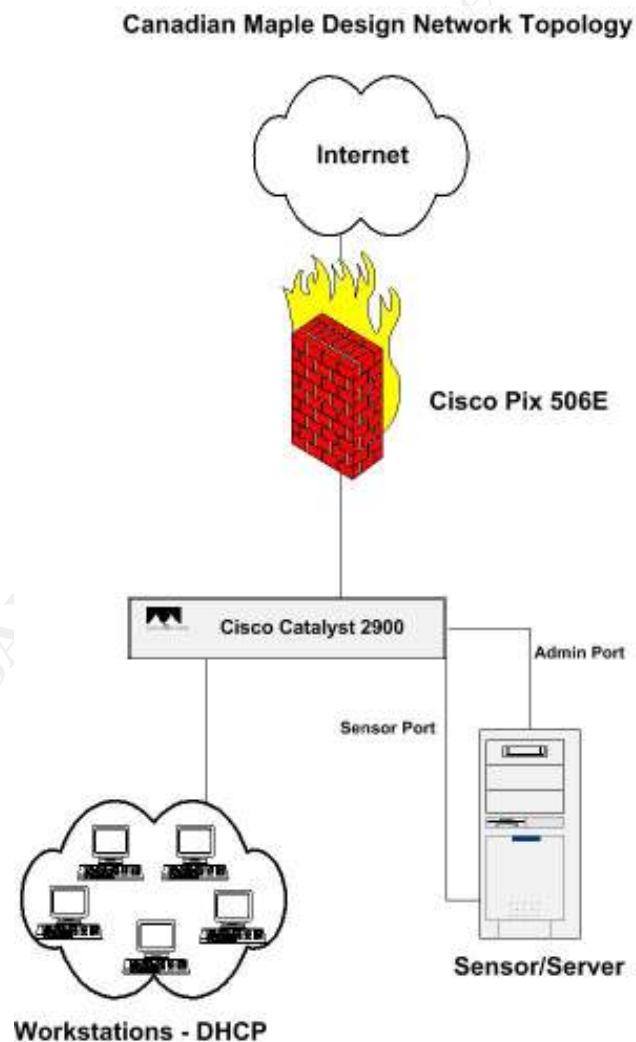 Canadian Maple Design Network Topology
Internet
Cisco Pix 506E
Cisco Catalyst 2900
Admin Port
Sensor Port
Sensor/Server
Workstations - DHCP